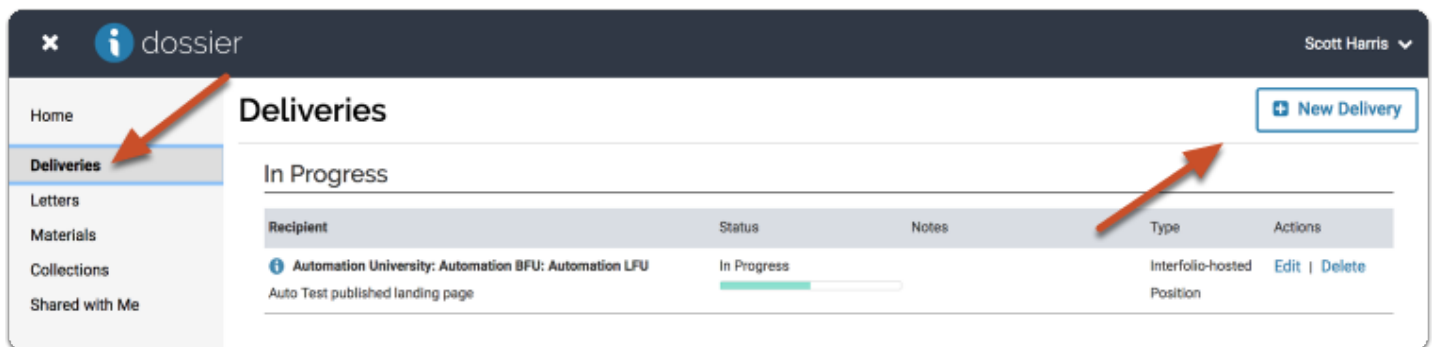 dossier
Scott Harris
Home
Deliveries
Letters
Materials
Collections
Shared with Me
Deliveries
New Delivery
In Progress
Recipient Status Notes Type Actions
Automation University: Automation BFU: Automation LFU In Progress Interfolio-hosted Edit | Delete
Auto Test published landing page Position